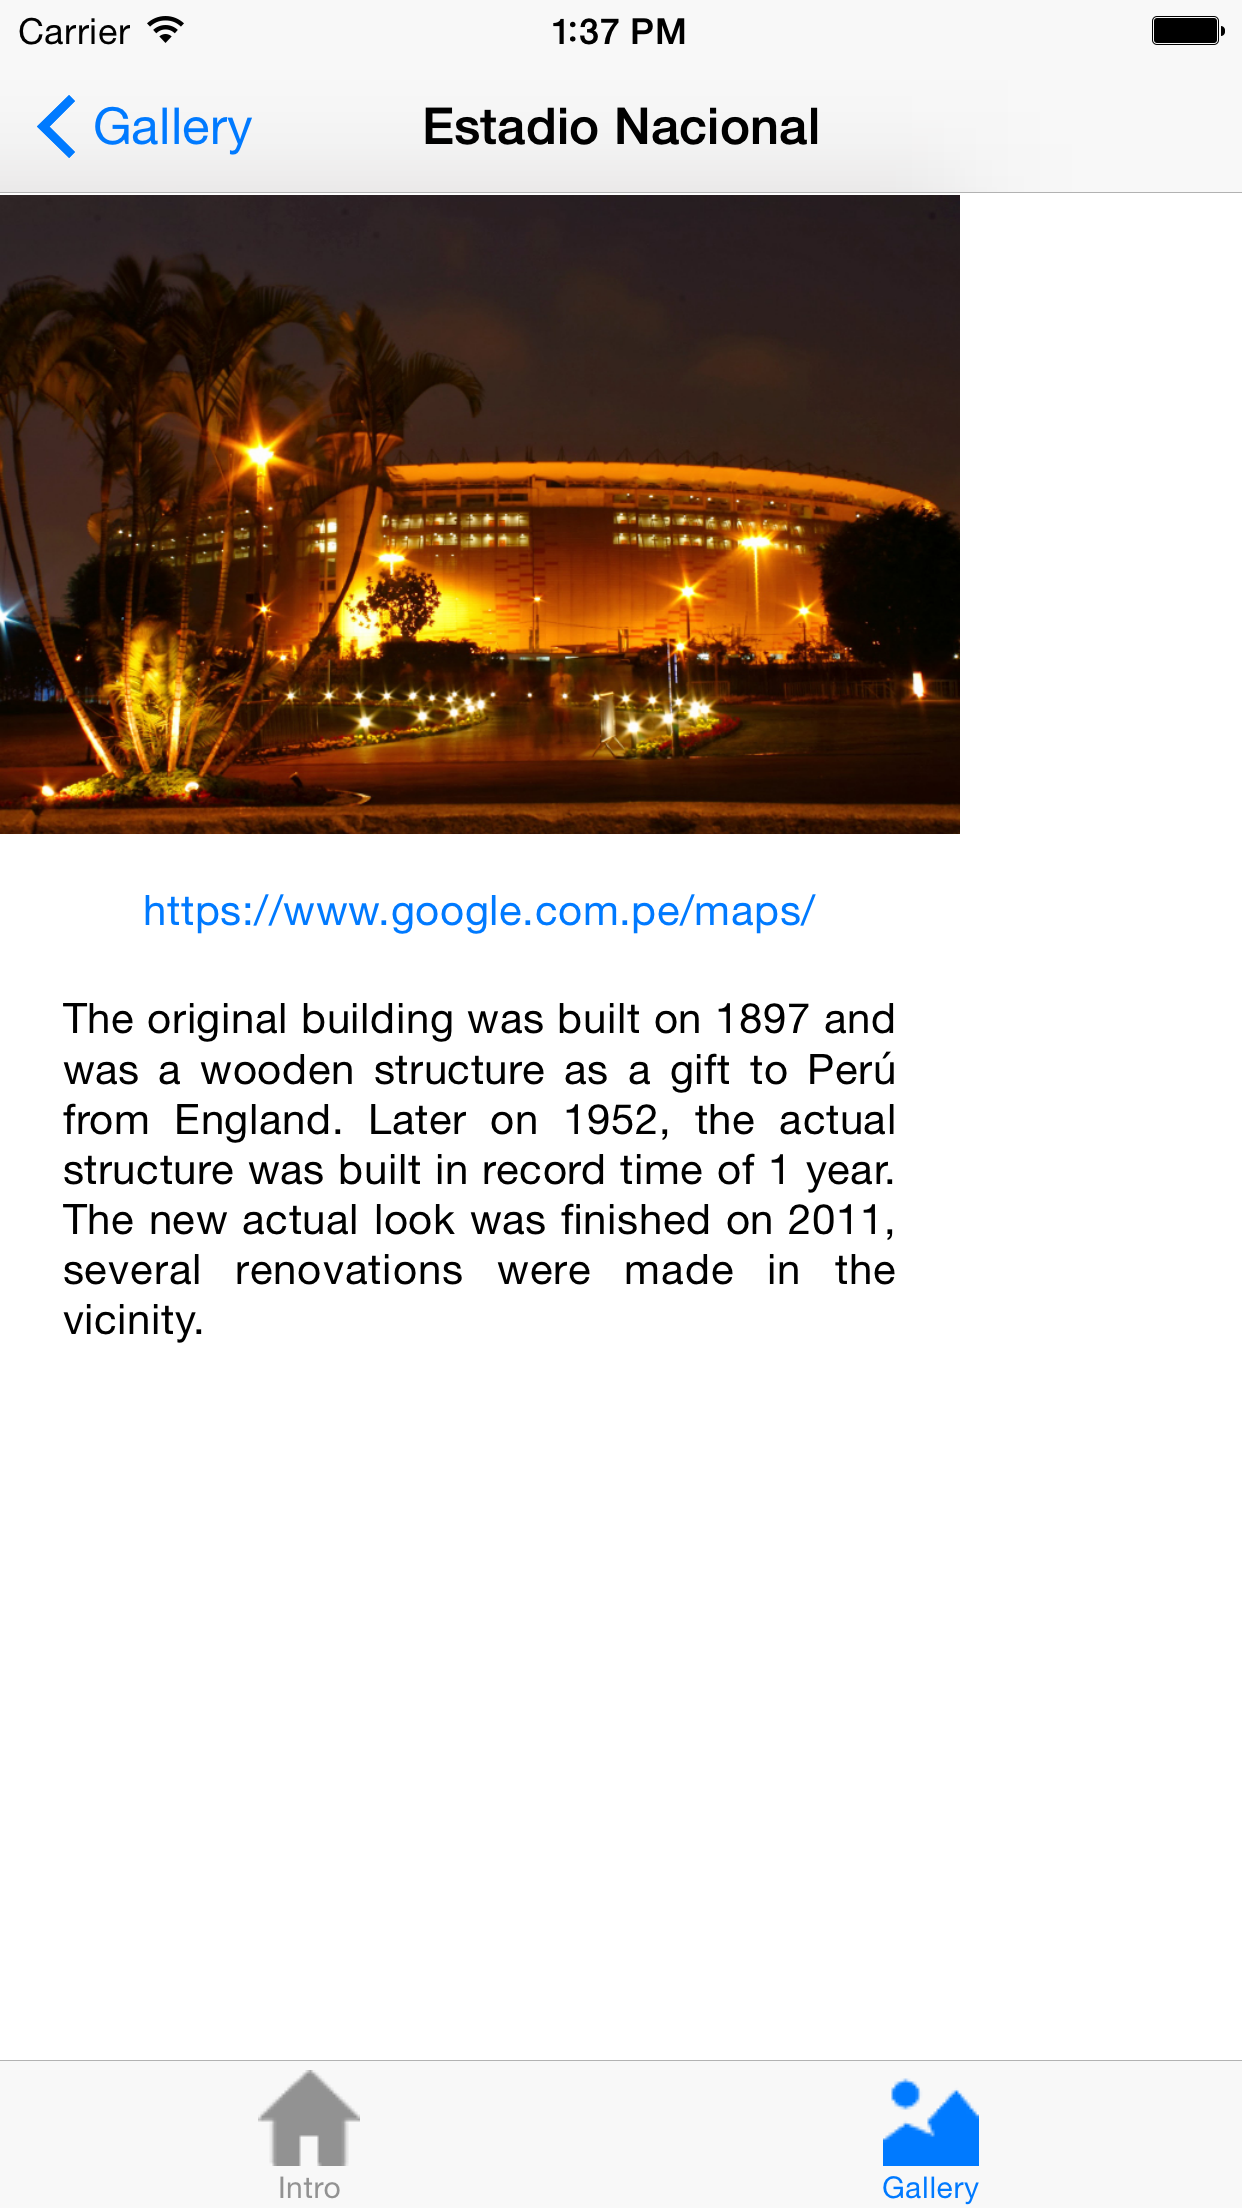 Carrier 1:37 PM
Gallery Estadio Nacional
https://www.google.com.pe/maps/
The original building was built on 1897 and
was a wooden structure as a gift to Perú
from England. Later on 1952, the actual
structure was built in record time of 1 year.
The new actual look was finished on 2011,
several renovations were made in the
vicinity.
Intro Gallery